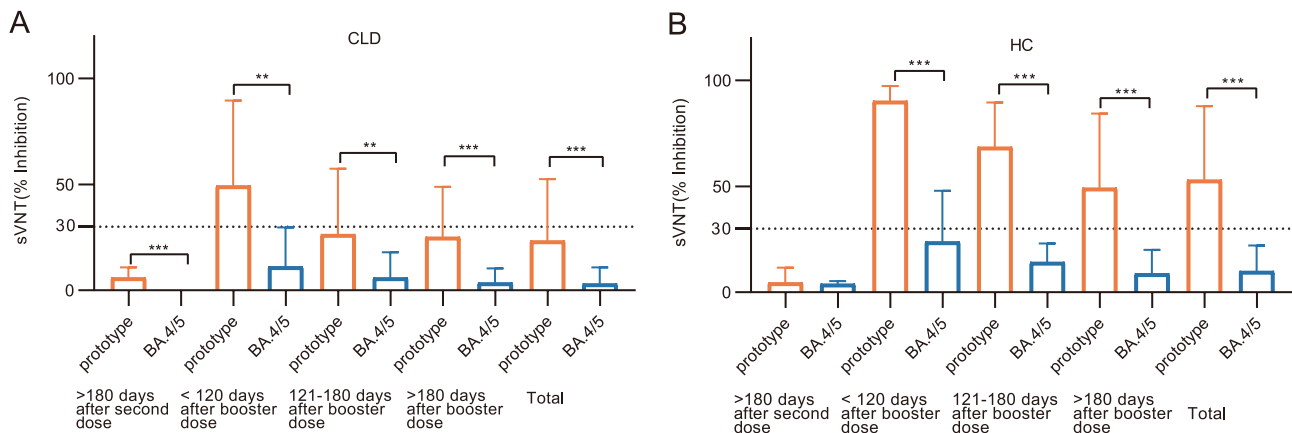 A
CLD
sVNT(% Inhibition)
100
50
30
0
**
**
***
***
***
prototype
BA.4/5
prototype
BA.4/5
prototype
BA.4/5
prototype
BA.4/5
prototype
BA.4/5
>180 days
after second
dose
< 120 days
after booster
dose
121-180 days
after booster
dose
>180 days
after booster
dose
Total
B
HC
sVNT(% Inhibition)
100
50
30
0
***
***
***
***
prototype
BA.4/5
prototype
BA.4/5
prototype
BA.4/5
prototype
BA.4/5
prototype
BA.4/5
>180 days
after second
dose
< 120 days
after booster
dose
121-180 days
after booster
dose
>180 days
after booster
dose
Total